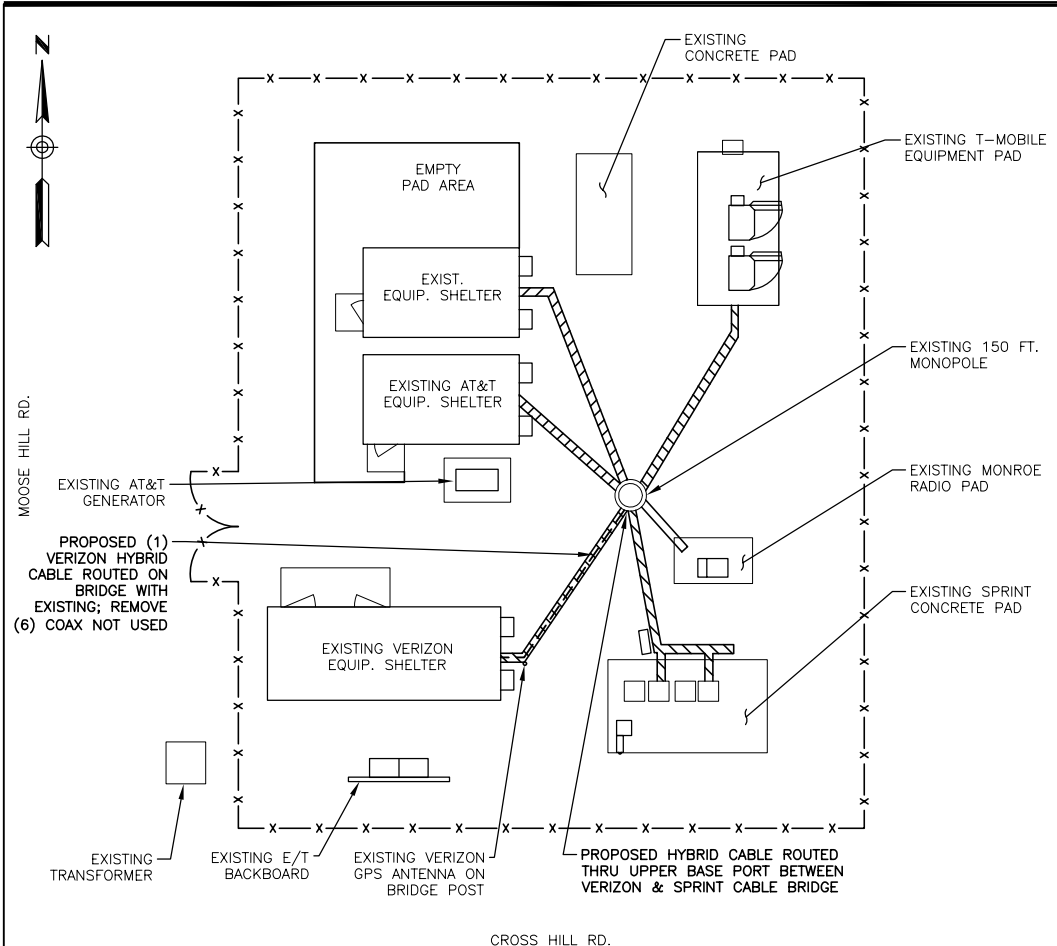 N
EXISTING
CONCRETE PAD
EXISTING T-MOBILE
EQUIPMENT PAD
EMPTY
PAD AREA
EXIST.
EQUIP. SHELTER
EXISTING 150 FT.
MONOPOLE
EXISTING AT&T
EQUIP. SHELTER
MOOSE HILL RD.
EXISTING AT&T
GENERATOR
EXISTING MONROE
RADIO PAD
PROPOSED (1)
VERIZON HYBRID
CABLE ROUTED ON
BRIDGE WITH
EXISTING; REMOVE
(6) COAX NOT USED
EXISTING SPRINT
CONCRETE PAD
EXISTING VERIZON
EQUIP. SHELTER
EXISTING
TRANSFORMER
EXISTING E/T
BACKBOARD
EXISTING VERIZON
GPS ANTENNA ON
BRIDGE POST
PROPOSED HYBRID CABLE ROUTED
THRU UPPER BASE PORT BETWEEN
VERIZON & SPRINT CABLE BRIDGE
CROSS HILL RD.